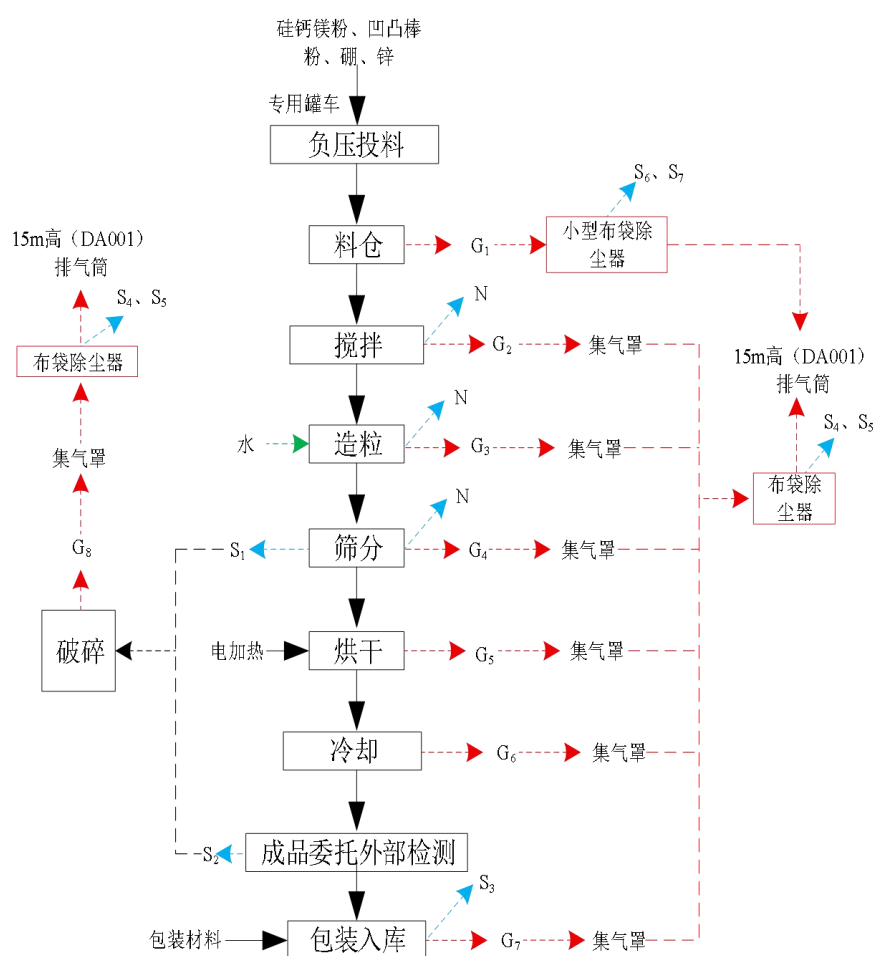 硅钙镁粉、凹凸棒
粉、硼、锌
专用罐车
负压投料
S₆、S₇
15m高（DA001）
排气筒
料仓
G₁
小型布袋除
尘器
S₄、S₅
N
布袋除尘器
搅拌
G₂
集气罩
15m高（DA001）
排气筒
N
S₄、S₅
集气罩
水
造粒
G₃
集气罩
布袋除
尘器
N
G₈
S₁
筛分
G₄
集气罩
破碎
电加热
烘干
G₅
集气罩
冷却
G₆
集气罩
S₂
成品委托外部检测
S₃
包装材料
包装入库
G₇
集气罩